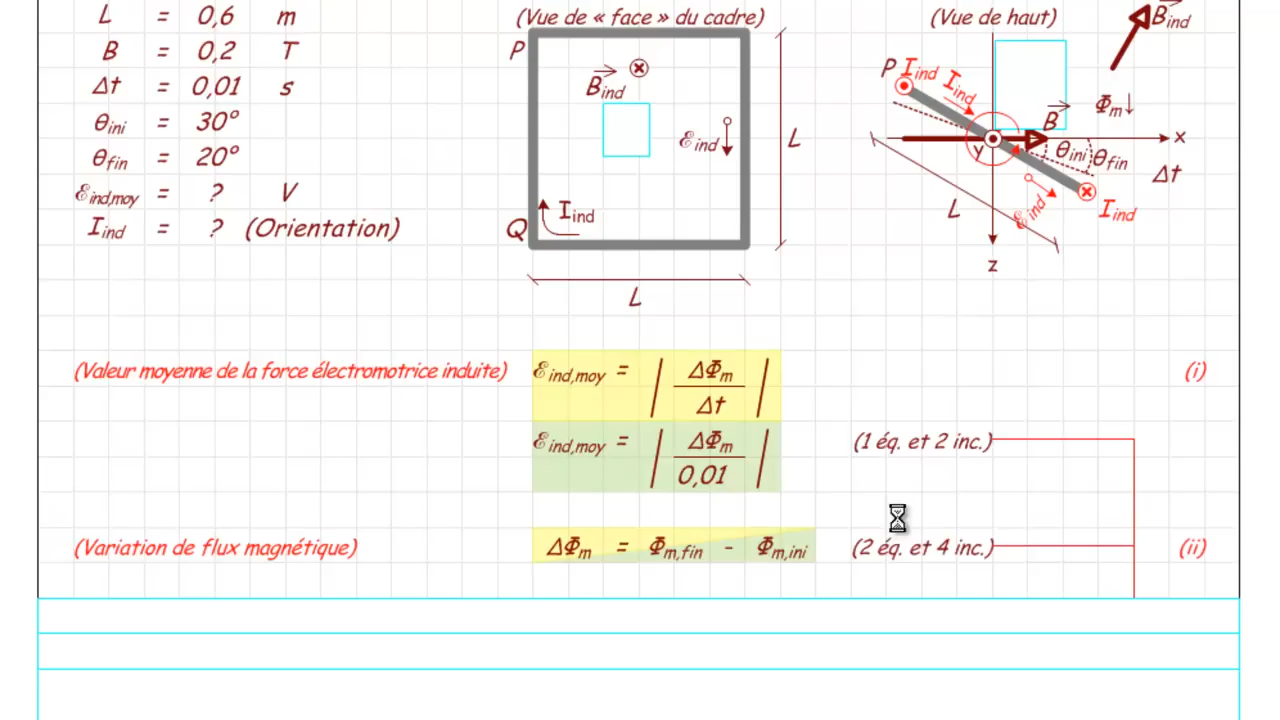 L = 0,6 m
B = 0,2 T
Δt = 0,01 s
θini = 30°
θfin = 20°
ℰind,moy = ? V
Iind = ? (Orientation)
(Vue de « face » du cadre)
P
Bind
ℰind
L
Iind
Q
L
(Vue de haut)
Bind
P Iind
Iind
Φm↓
B
x
y
θini
θfin
Δt
ℰind
L
Iind
z
(Valeur moyenne de la force électromotrice induite) ℰind,moy = | ΔΦm / Δt | (i)
ℰind,moy = | ΔΦm / 0,01 | (1 éq. et 2 inc.)
(Variation de flux magnétique) ΔΦm = Φm,fin - Φm,ini (2 éq. et 4 inc.) (ii)